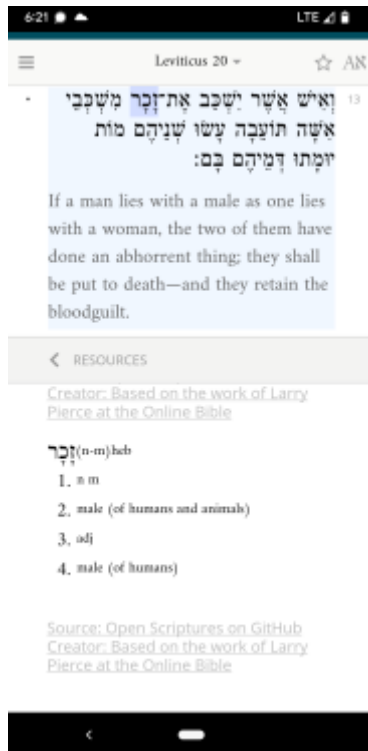 6:21
LTE
Leviticus 20
אA
וְאִישׁ אֲשֶׁר יִשְׁכַּב אֶת־זָכָר מִשְׁכְּבֵי
13
אִשָּׁה תּוֹעֵבָה עָשׂוּ שְׁנֵיהֶם מוֹת
יוּמָתוּ דְּמֵיהֶם בָּם׃
If a man lies with a male as one lies
with a woman, the two of them have
done an abhorrent thing; they shall
be put to death—and they retain the
bloodguilt.
RESOURCES
Creator: Based on the work of Larry
Pierce at the Online Bible
זָכָר(n-m)heb
1. n m
2. male (of humans and animals)
3. adj
4. male (of humans)
Source: Open Scriptures on GitHub
Creator: Based on the work of Larry
Pierce at the Online Bible